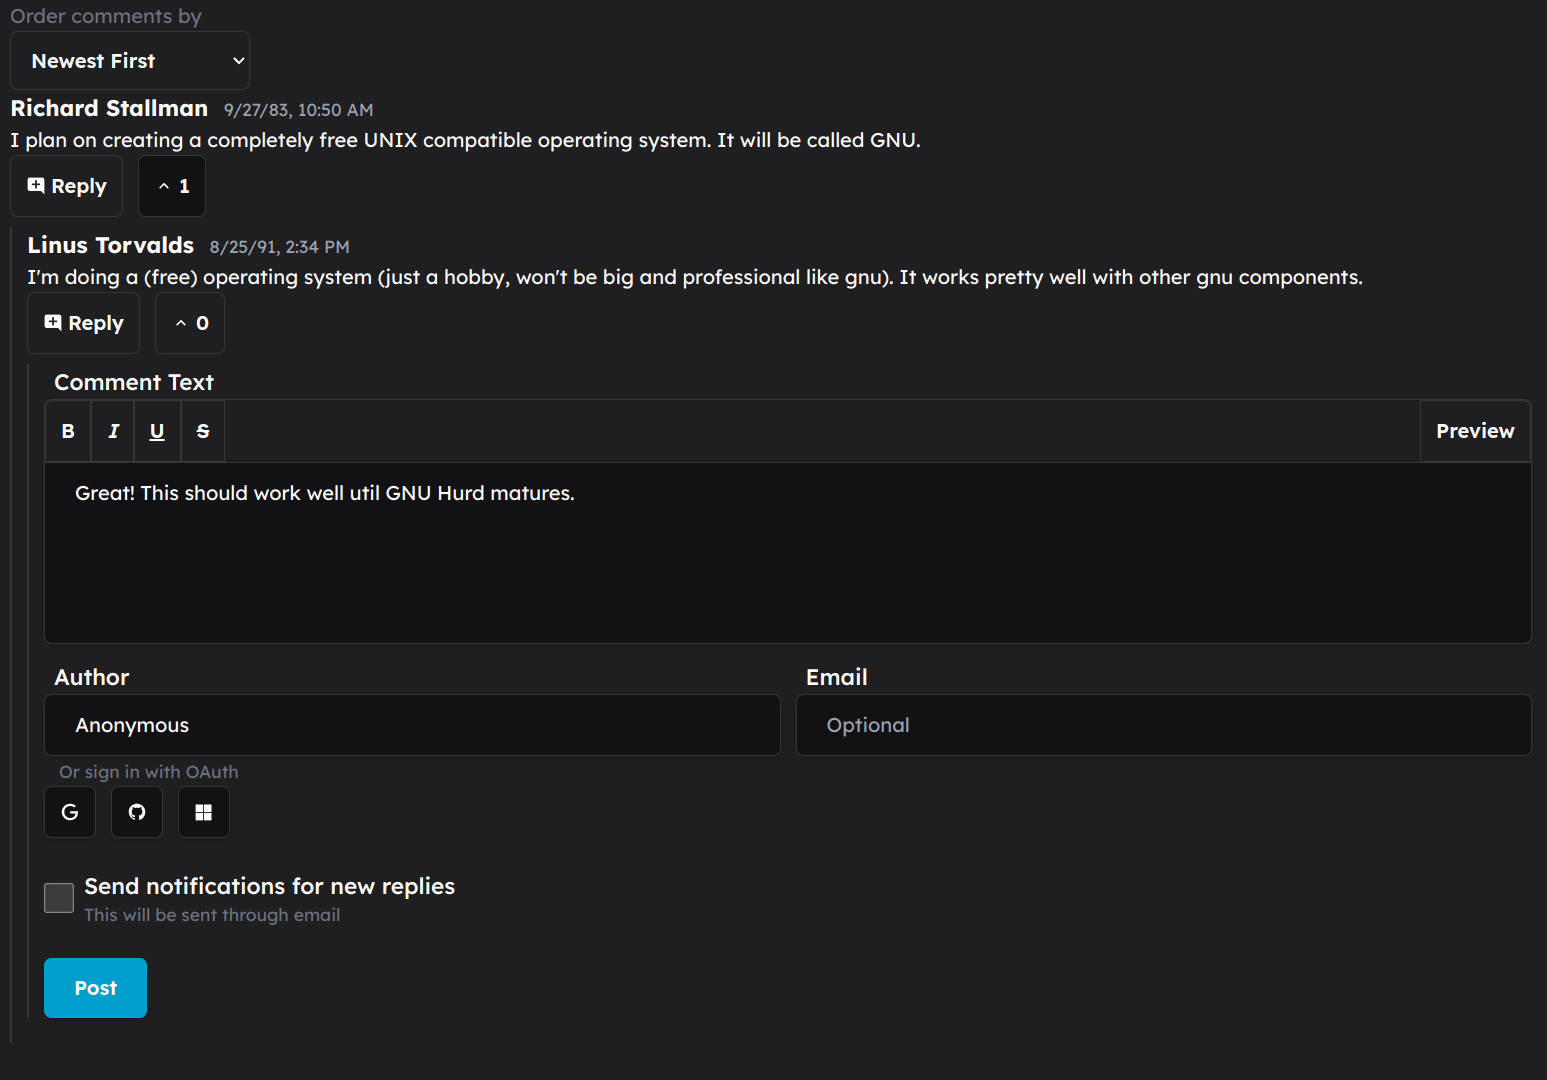 Order comments by
Newest First
Richard Stallman 9/27/83, 10:50 AM
I plan on creating a completely free UNIX compatible operating system. It will be called GNU.
Reply 1
Linus Torvalds 8/25/91, 2:34 PM
I'm doing a (free) operating system (just a hobby, won't be big and professional like gnu). It works pretty well with other gnu components.
Reply 0
Comment Text
B I U S Preview
Great! This should work well util GNU Hurd matures.
Author Email
Anonymous Optional
Or sign in with OAuth
G
Send notifications for new replies
This will be sent through email
Post